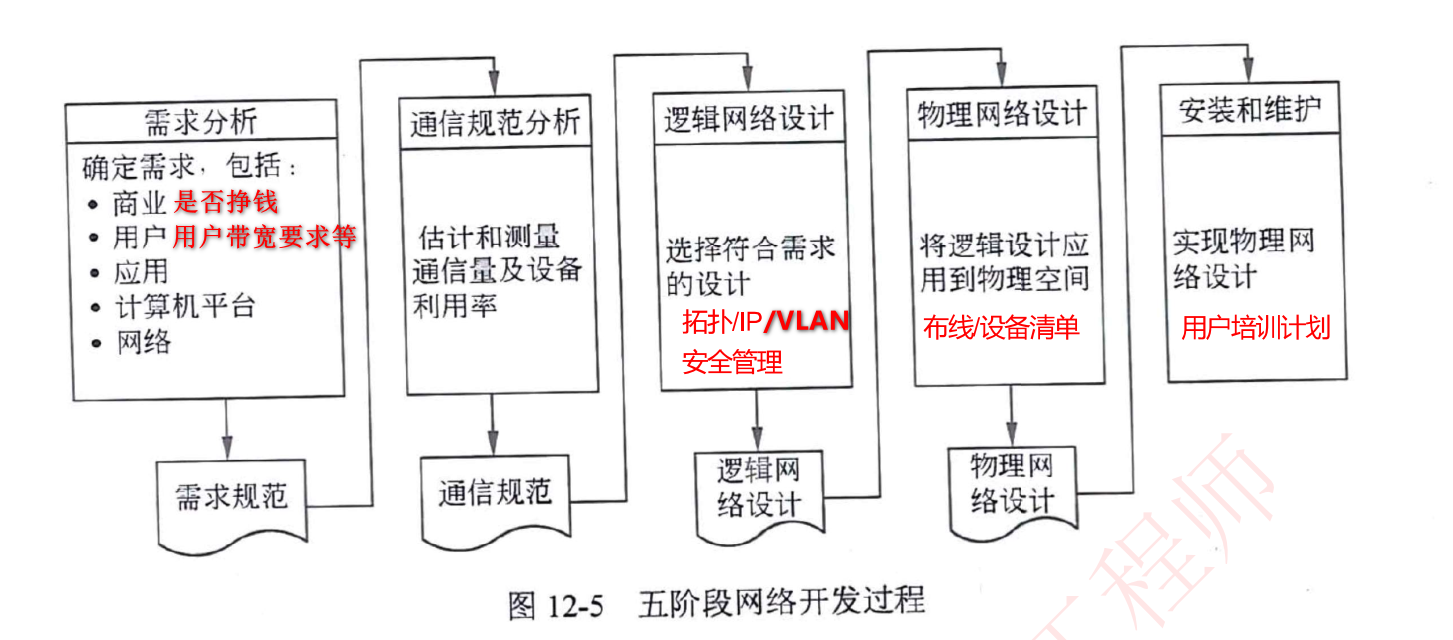 需求分析
确定需求，包括：
• 商业 是否挣钱
• 用户 用户带宽要求等
• 应用
• 计算机平台
• 网络
需求规范
通信规范分析
估计和测量
通信量及设备
利用率
通信规范
逻辑网络设计
选择符合需求
的设计
拓扑/IP/VLAN
安全管理
逻辑网
络设计
物理网络设计
将逻辑设计应
用到物理空间
布线/设备清单
物理网
络设计
安装和维护
实现物理网
络设计
用户培训计划
图 12-5 五阶段网络开发过程
工程师